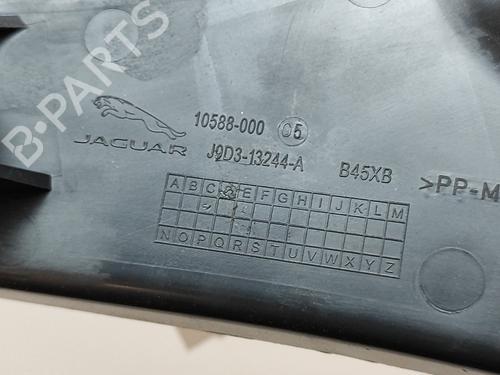 B-PARTS
10588-000 05
JAGUAR J9D3-13244-A B45XB >PP-M
A B C D E F G H I J K L M
N O P Q R S T U V W X Y Z